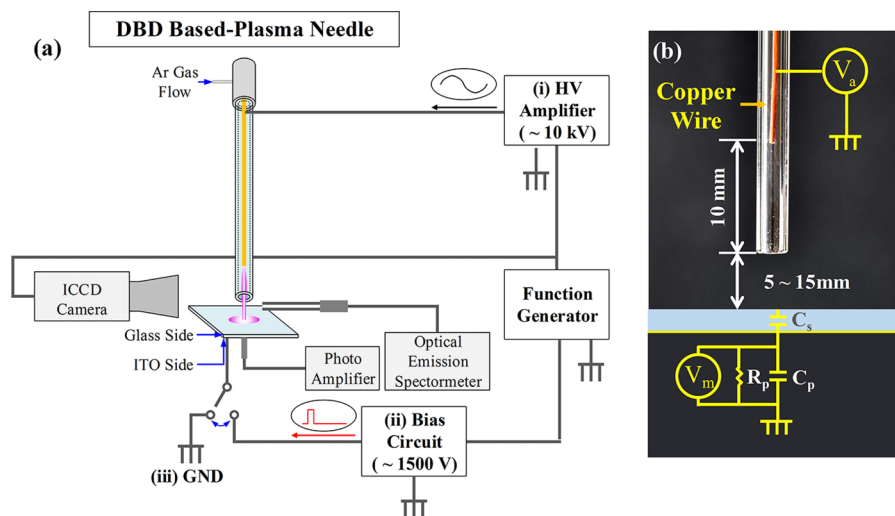 DBD Based-Plasma Needle
(a)
Ar Gas
Flow
(i) HV
Amplifier
(~ 10 kV)
ICCD
Camera
Function
Generator
Glass Side
ITO Side
Photo
Amplifier
Optical
Emission
Spectormeter
(ii) Bias
Circuit
(~ 1500 V)
(iii) GND
(b)
Va
Copper
Wire
10 mm
5 ~ 15mm
Cs
Vm
Rp
Cp